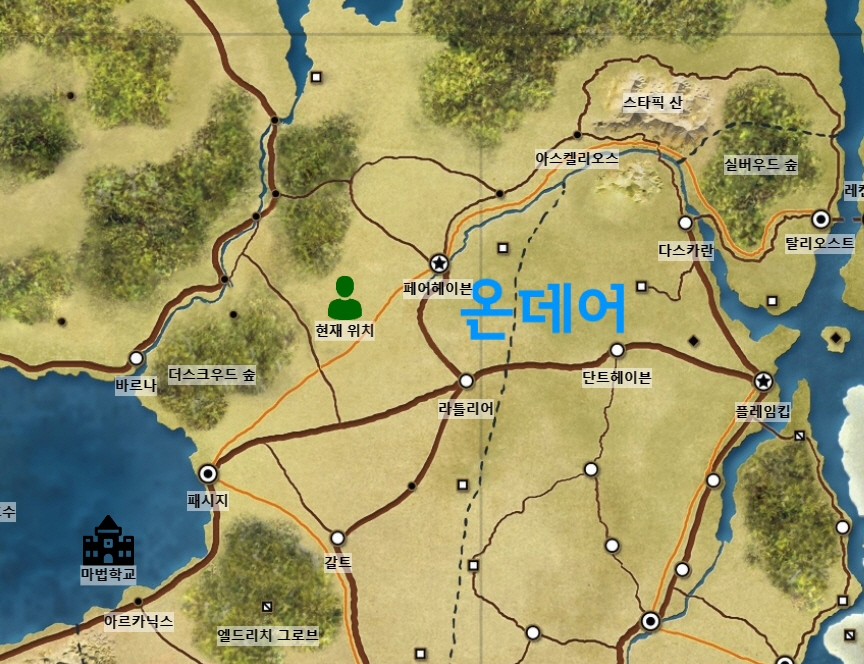 스타픽 산
아스켈리오스
실버우드 숲
레켄
다스카란
탈리오스트
페어헤이븐
온데어
현재 위치
단트헤이븐
바르나
더스크우드 숲
라틀리어
플레임킵
패시지
수
갈트
마법학교
아르카닉스
엘드리치 그로브